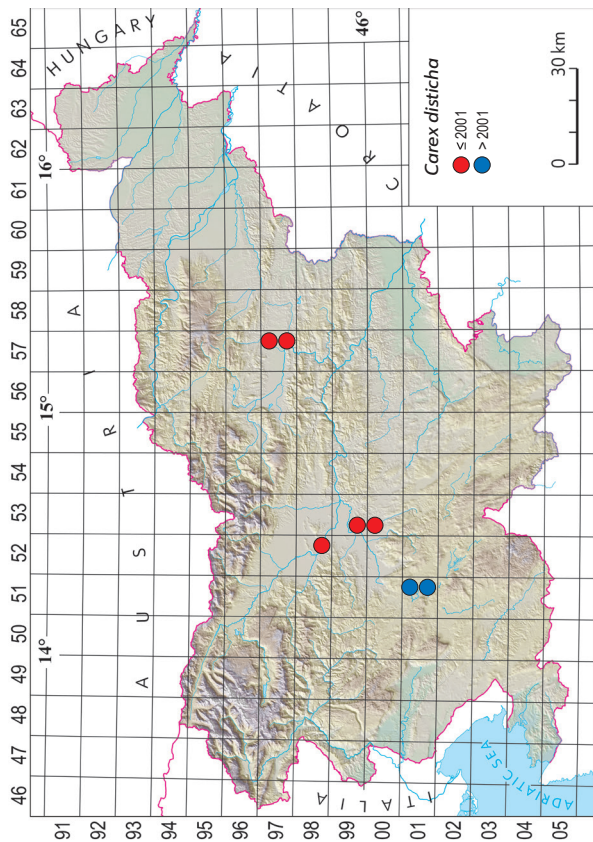 46 47 48 49 50 51 52 53 54 55 56 57 58 59 60 61 62 63 64 65
14° 15° 16°
91
92
93
94
95
96
97
98
99
00
01
02
03
04
05
AUSTRIA
HUNGARY
CROATIA
ITALIA
ADRIATIC SEA
46°
Carex disticha
≤ 2001
> 2001
0 30 km